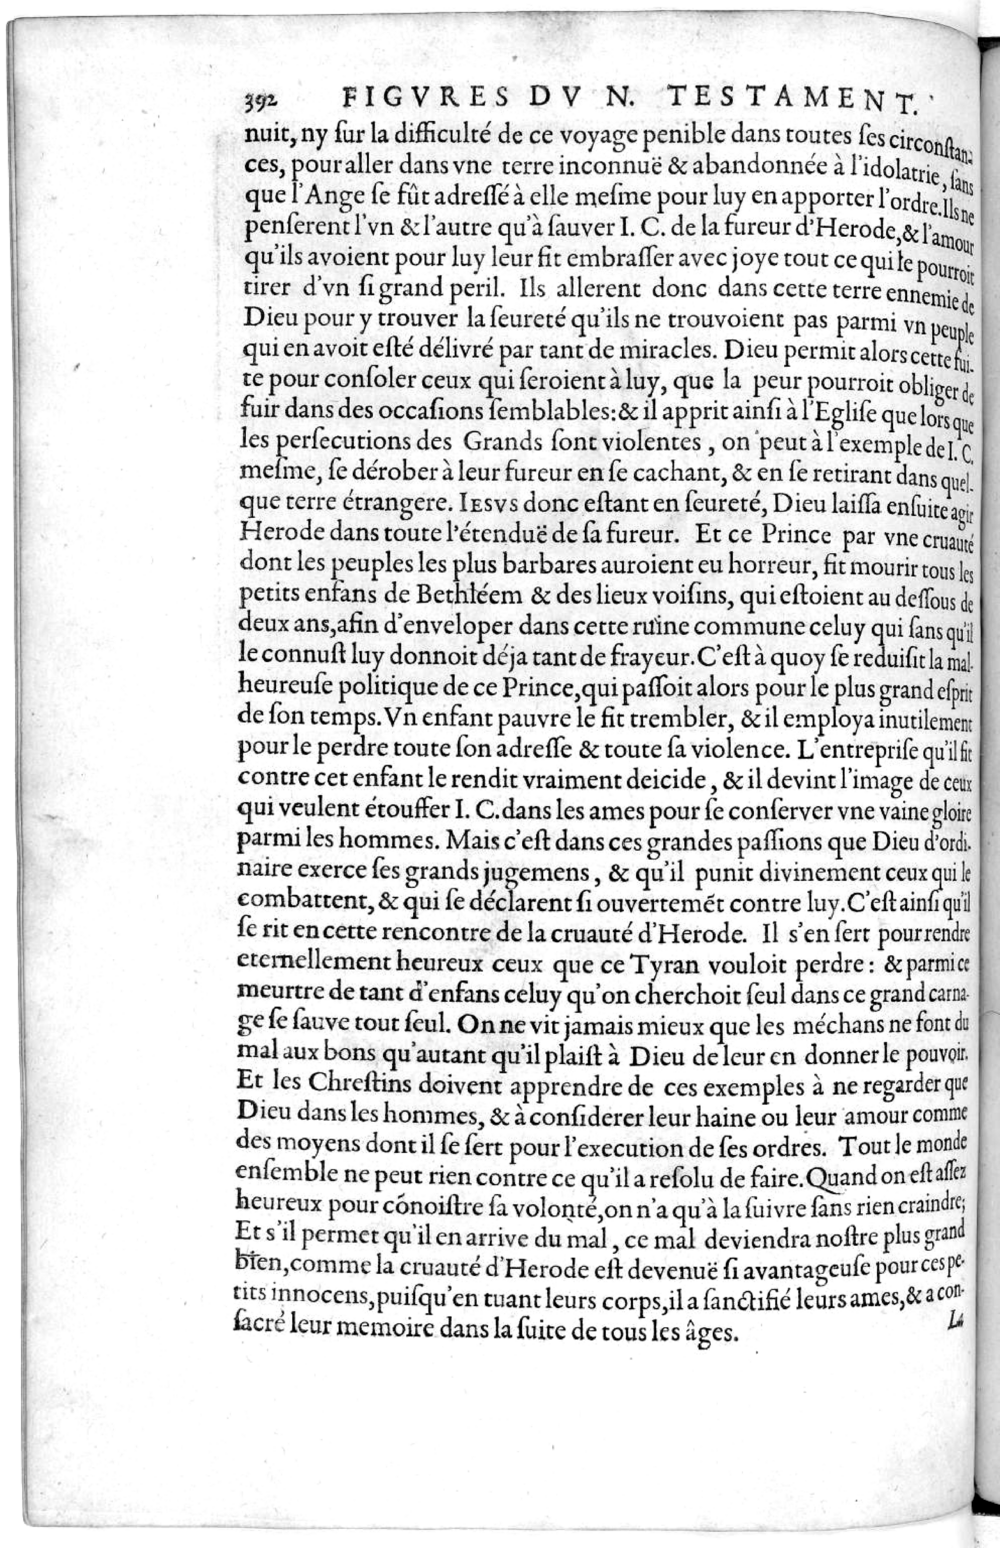 392 FIGVRES DV N. TESTAMENT.
nuit, ny ſur la difficulté de ce voyage penible dans toutes ſes circonſtan-
ces, pour aller dans vne terre inconnuë & abandonnée à l'idolatrie, ſans
que l'Ange ſe fût adreſſé à elle meſme pour luy en apporter l'ordre. Ils ne
penſerent l'vn & l'autre qu'à ſauver I. C. de la fureur d'Herode, & l'amour
qu'ils avoient pour luy leur fit embraſſer avec joye tout ce qui le pourroit
tirer d'vn ſi grand peril. Ils allerent donc dans cette terre ennemie de
Dieu pour y trouver la ſeureté qu'ils ne trouvoient pas parmi vn peuple
qui en avoit eſté délivré par tant de miracles. Dieu permit alors cette fui-
te pour conſoler ceux qui ſeroient à luy, que la peur pourroit obliger de
fuir dans des occaſions ſemblables: & il apprit ainſi à l'Egliſe que lors que
les perſecutions des Grands ſont violentes, on peut à l'exemple de I. C.
meſme, ſe dérober à leur fureur en ſe cachant, & en ſe retirant dans quel-
que terre étrangere. IESVS donc eſtant en ſeureté, Dieu laiſſa enſuite agir
Herode dans toute l'étenduë de ſa fureur. Et ce Prince par vne cruauté
dont les peuples les plus barbares auroient eu horreur, fit mourir tous les
petits enfans de Bethléem & des lieux voiſins, qui eſtoient au deſſous de
deux ans, afin d'enveloper dans cette ruïne commune celuy qui ſans qu'il
le connuſt luy donnoit déja tant de frayeur. C'eſt à quoy ſe reduiſit la mal-
heureuſe politique de ce Prince, qui paſſoit alors pour le plus grand eſprit
de ſon temps. Vn enfant pauvre le fit trembler, & il employa inutilement
pour le perdre toute ſon adreſſe & toute ſa violence. L'entrepriſe qu'il fit
contre cet enfant le rendit vraiment deicide, & il devint l'image de ceux
qui veulent étouffer I. C. dans les ames pour ſe conſerver vne vaine gloire
parmi les hommes. Mais c'eſt dans ces grandes paſſions que Dieu d'ordi-
naire exerce ſes grands jugemens, & qu'il punit divinement ceux qui le
combattent, & qui ſe déclarent ſi ouvertemẽt contre luy. C'eſt ainſi qu'il
ſe rit en cette rencontre de la cruauté d'Herode. Il s'en ſert pour rendre
eternellement heureux ceux que ce Tyran vouloit perdre: & parmi ce
meurtre de tant d'enfans celuy qu'on cherchoit ſeul dans ce grand carna-
ge ſe ſauve tout ſeul. On ne vit jamais mieux que les méchans ne font du
mal aux bons qu'autant qu'il plaiſt à Dieu de leur en donner le pouvoir.
Et les Chreſtins doivent apprendre de ces exemples à ne regarder que
Dieu dans les hommes, & à conſiderer leur haine ou leur amour comme
des moyens dont il ſe ſert pour l'execution de ſes ordres. Tout le monde
enſemble ne peut rien contre ce qu'il a reſolu de faire. Quand on eſt aſſez
heureux pour cõnoiſtre ſa volonté, on n'a qu'à la ſuivre ſans rien craindre;
Et s'il permet qu'il en arrive du mal, ce mal deviendra noſtre plus grand
bien, comme la cruauté d'Herode eſt devenuë ſi avantageuſe pour ces pe-
tits innocens, puiſqu'en tuant leurs corps, il a ſanctifié leurs ames, & a con-
ſacré leur memoire dans la ſuite de tous les âges.
La